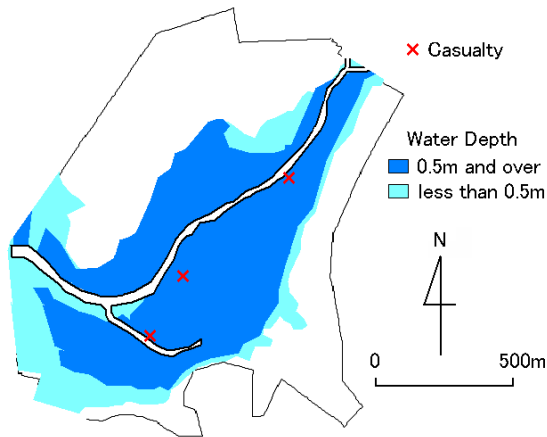 Casualty
Water Depth
0.5m and over
less than 0.5m
N
0 500m